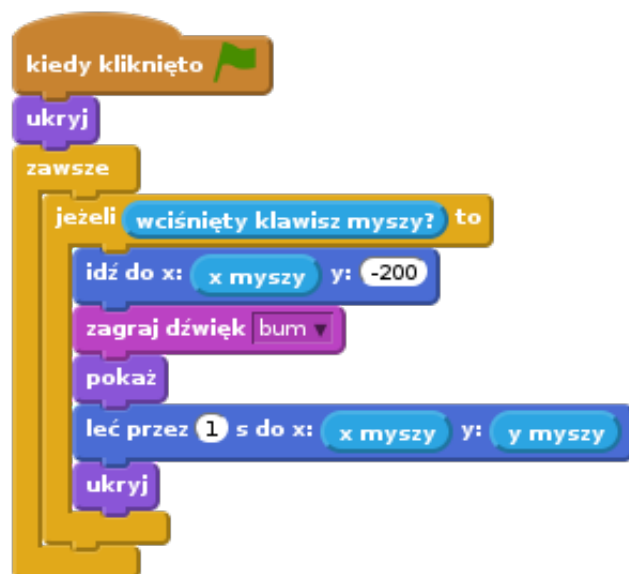 kiedy kliknięto
ukryj
zawsze
jeżeli wciśnięty klawisz myszy? to
idź do x: x myszy y: -200
zagraj dźwięk bum
pokaż
leć przez 1 s do x: x myszy y: y myszy
ukryj